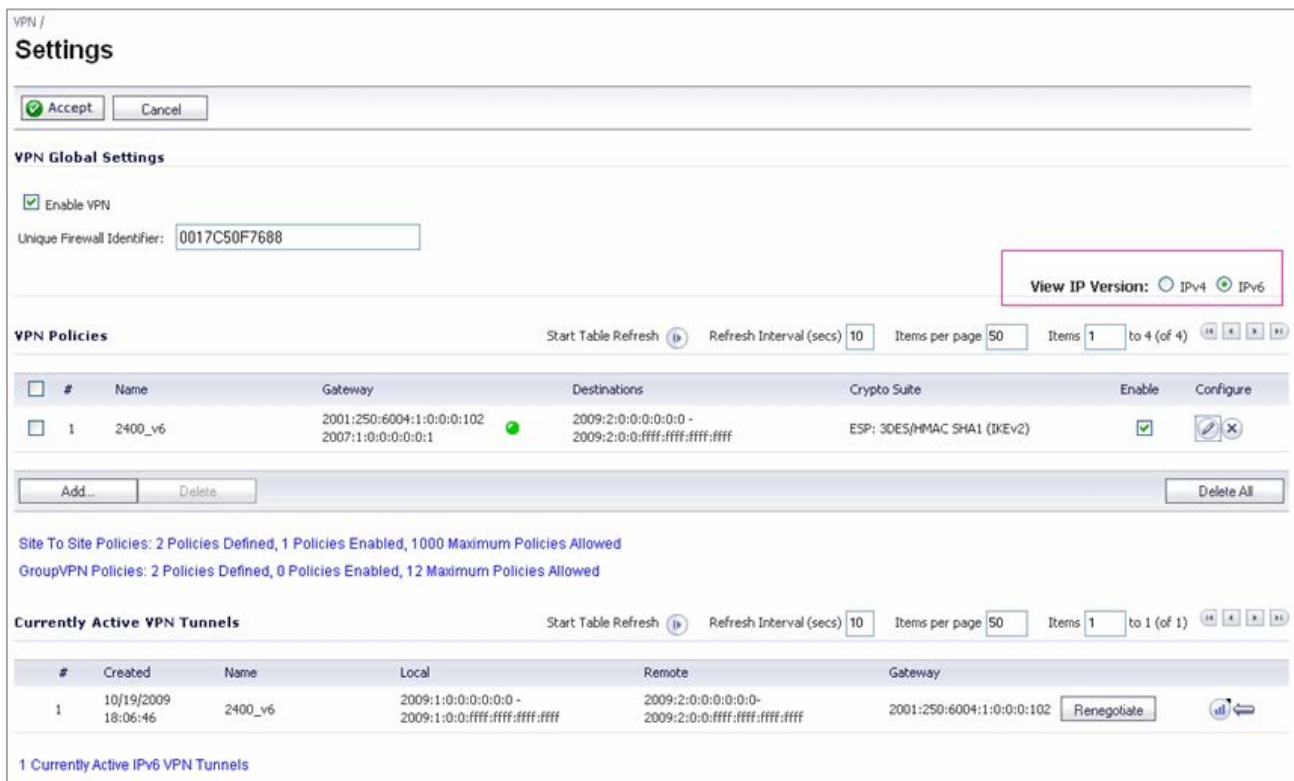 VPN /
Settings
Accept Cancel
VPN Global Settings
Enable VPN
Unique Firewall Identifier: 0017C50F7688
View IP Version: IPv4 IPv6
VPN Policies Start Table Refresh Refresh Interval (secs) 10 Items per page 50 Items 1 to 4 (of 4)
# Name Gateway Destinations Crypto Suite Enable Configure
1 2400_v6 2001:250:6004:1:0:0:0:102 2009:2:0:0:0:0:0:0 - ESP: 3DES/HMAC SHA1 (IKEv2)
2007:1:0:0:0:0:0:1 2009:2:0:0:ffff:ffff:ffff:ffff
Add... Delete Delete All
Site To Site Policies: 2 Policies Defined, 1 Policies Enabled, 1000 Maximum Policies Allowed
GroupVPN Policies: 2 Policies Defined, 0 Policies Enabled, 12 Maximum Policies Allowed
Currently Active VPN Tunnels Start Table Refresh Refresh Interval (secs) 10 Items per page 50 Items 1 to 1 (of 1)
# Created Name Local Remote Gateway
1 10/19/2009 2400_v6 2009:1:0:0:0:0:0:0 - 2009:2:0:0:0:0:0:0- 2001:250:6004:1:0:0:0:102 Renegotiate
18:06:46 2009:1:0:0:ffff:ffff:ffff:ffff 2009:2:0:0:ffff:ffff:ffff:ffff
1 Currently Active IPv6 VPN Tunnels